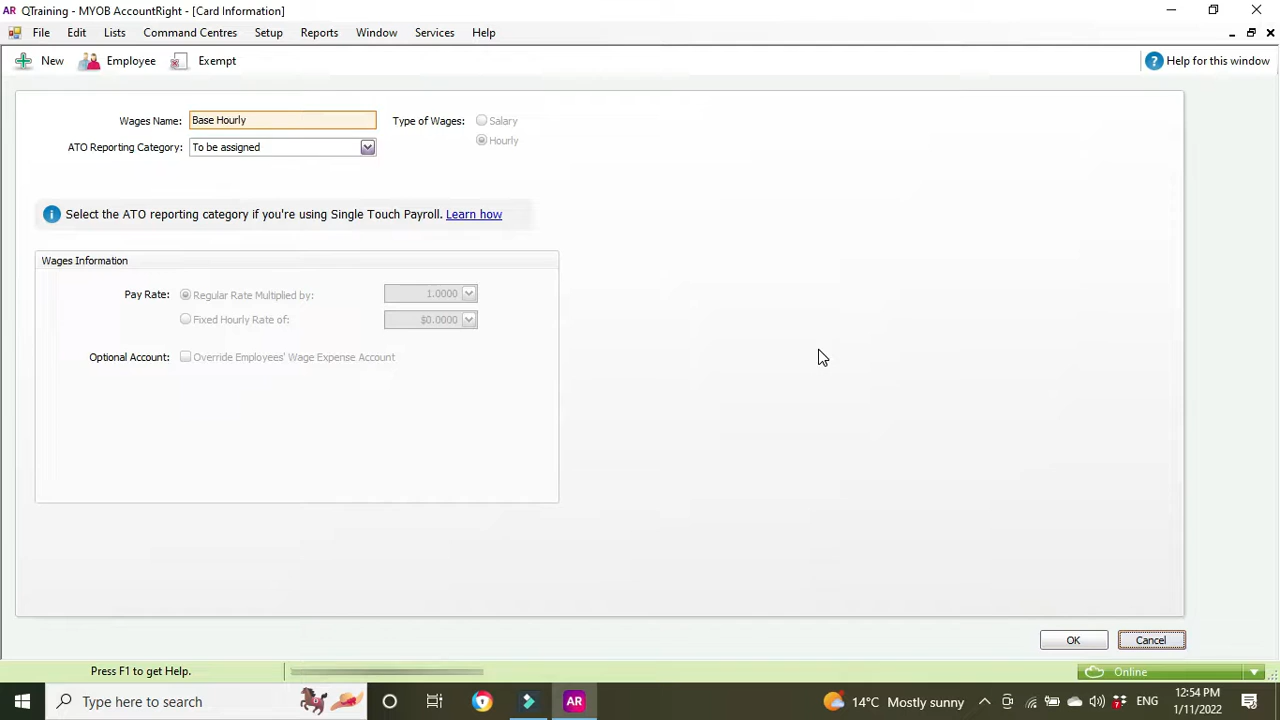 AR QTraining - MYOB AccountRight - [Card Information]
File Edit Lists Command Centres Setup Reports Window Services Help
New Employee Exempt Help for this window
Wages Name: Base Hourly Type of Wages: Salary
Hourly
ATO Reporting Category: To be assigned
Select the ATO reporting category if you're using Single Touch Payroll. Learn how
Wages Information
Pay Rate: Regular Rate Multiplied by: 1.0000
Fixed Hourly Rate of: $0.0000
Optional Account: Override Employees' Wage Expense Account
OK Cancel
Press F1 to get Help. Online
Type here to search AR 14°C Mostly sunny ENG 12:54 PM
1/11/2022